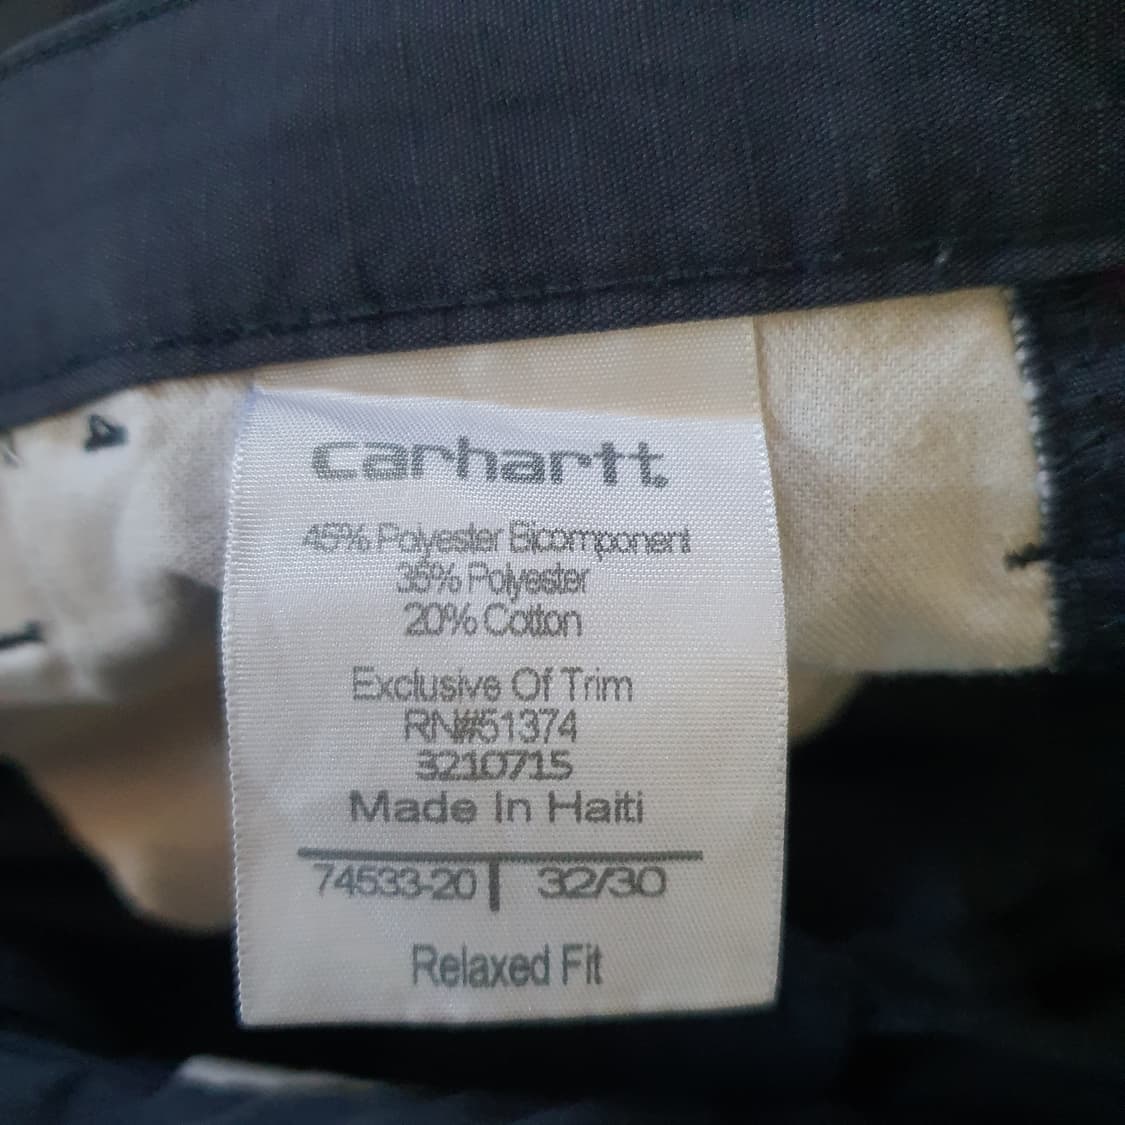 carhartt.
45% Polyester Bicomponent
35% Polyester
20% Cotton
Exclusive Of Trim
RN#51374
3210715
Made In Haiti
74533-20 | 32/30
Relaxed Fit